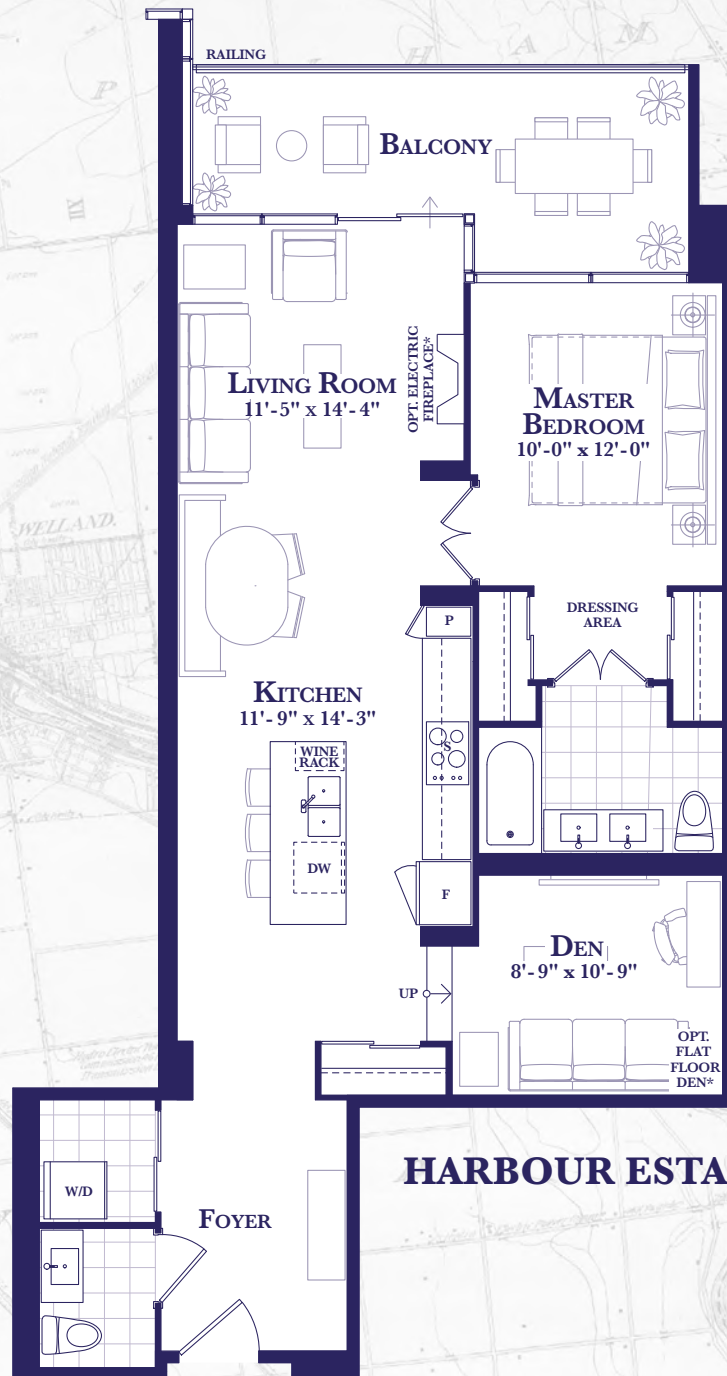 RAILING
BALCONY
LIVING ROOM
11'-5" x 14'-4"
OPT. ELECTRIC
FIREPLACE*
MASTER
BEDROOM
10'-0" x 12'-0"
DRESSING
AREA
P
KITCHEN
11'-9" x 14'-3"
S
WINE
RACK
DW
F
DEN
8'-9" x 10'-9"
UP
OPT.
FLAT
FLOOR
DEN*
HARBOUR ESTA
W/D
FOYER
WELLAND.
P
H
A
M
III